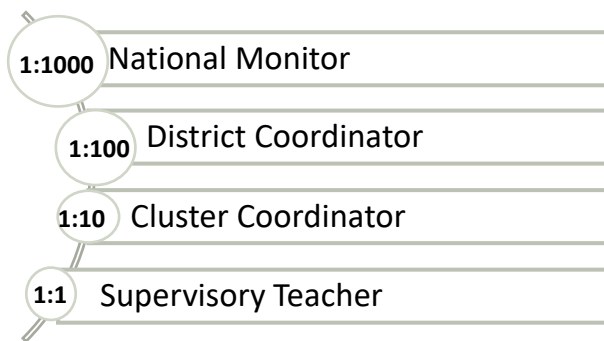 1:1000 National Monitor
1:100 District Coordinator
1:10 Cluster Coordinator
1:1 Supervisory Teacher